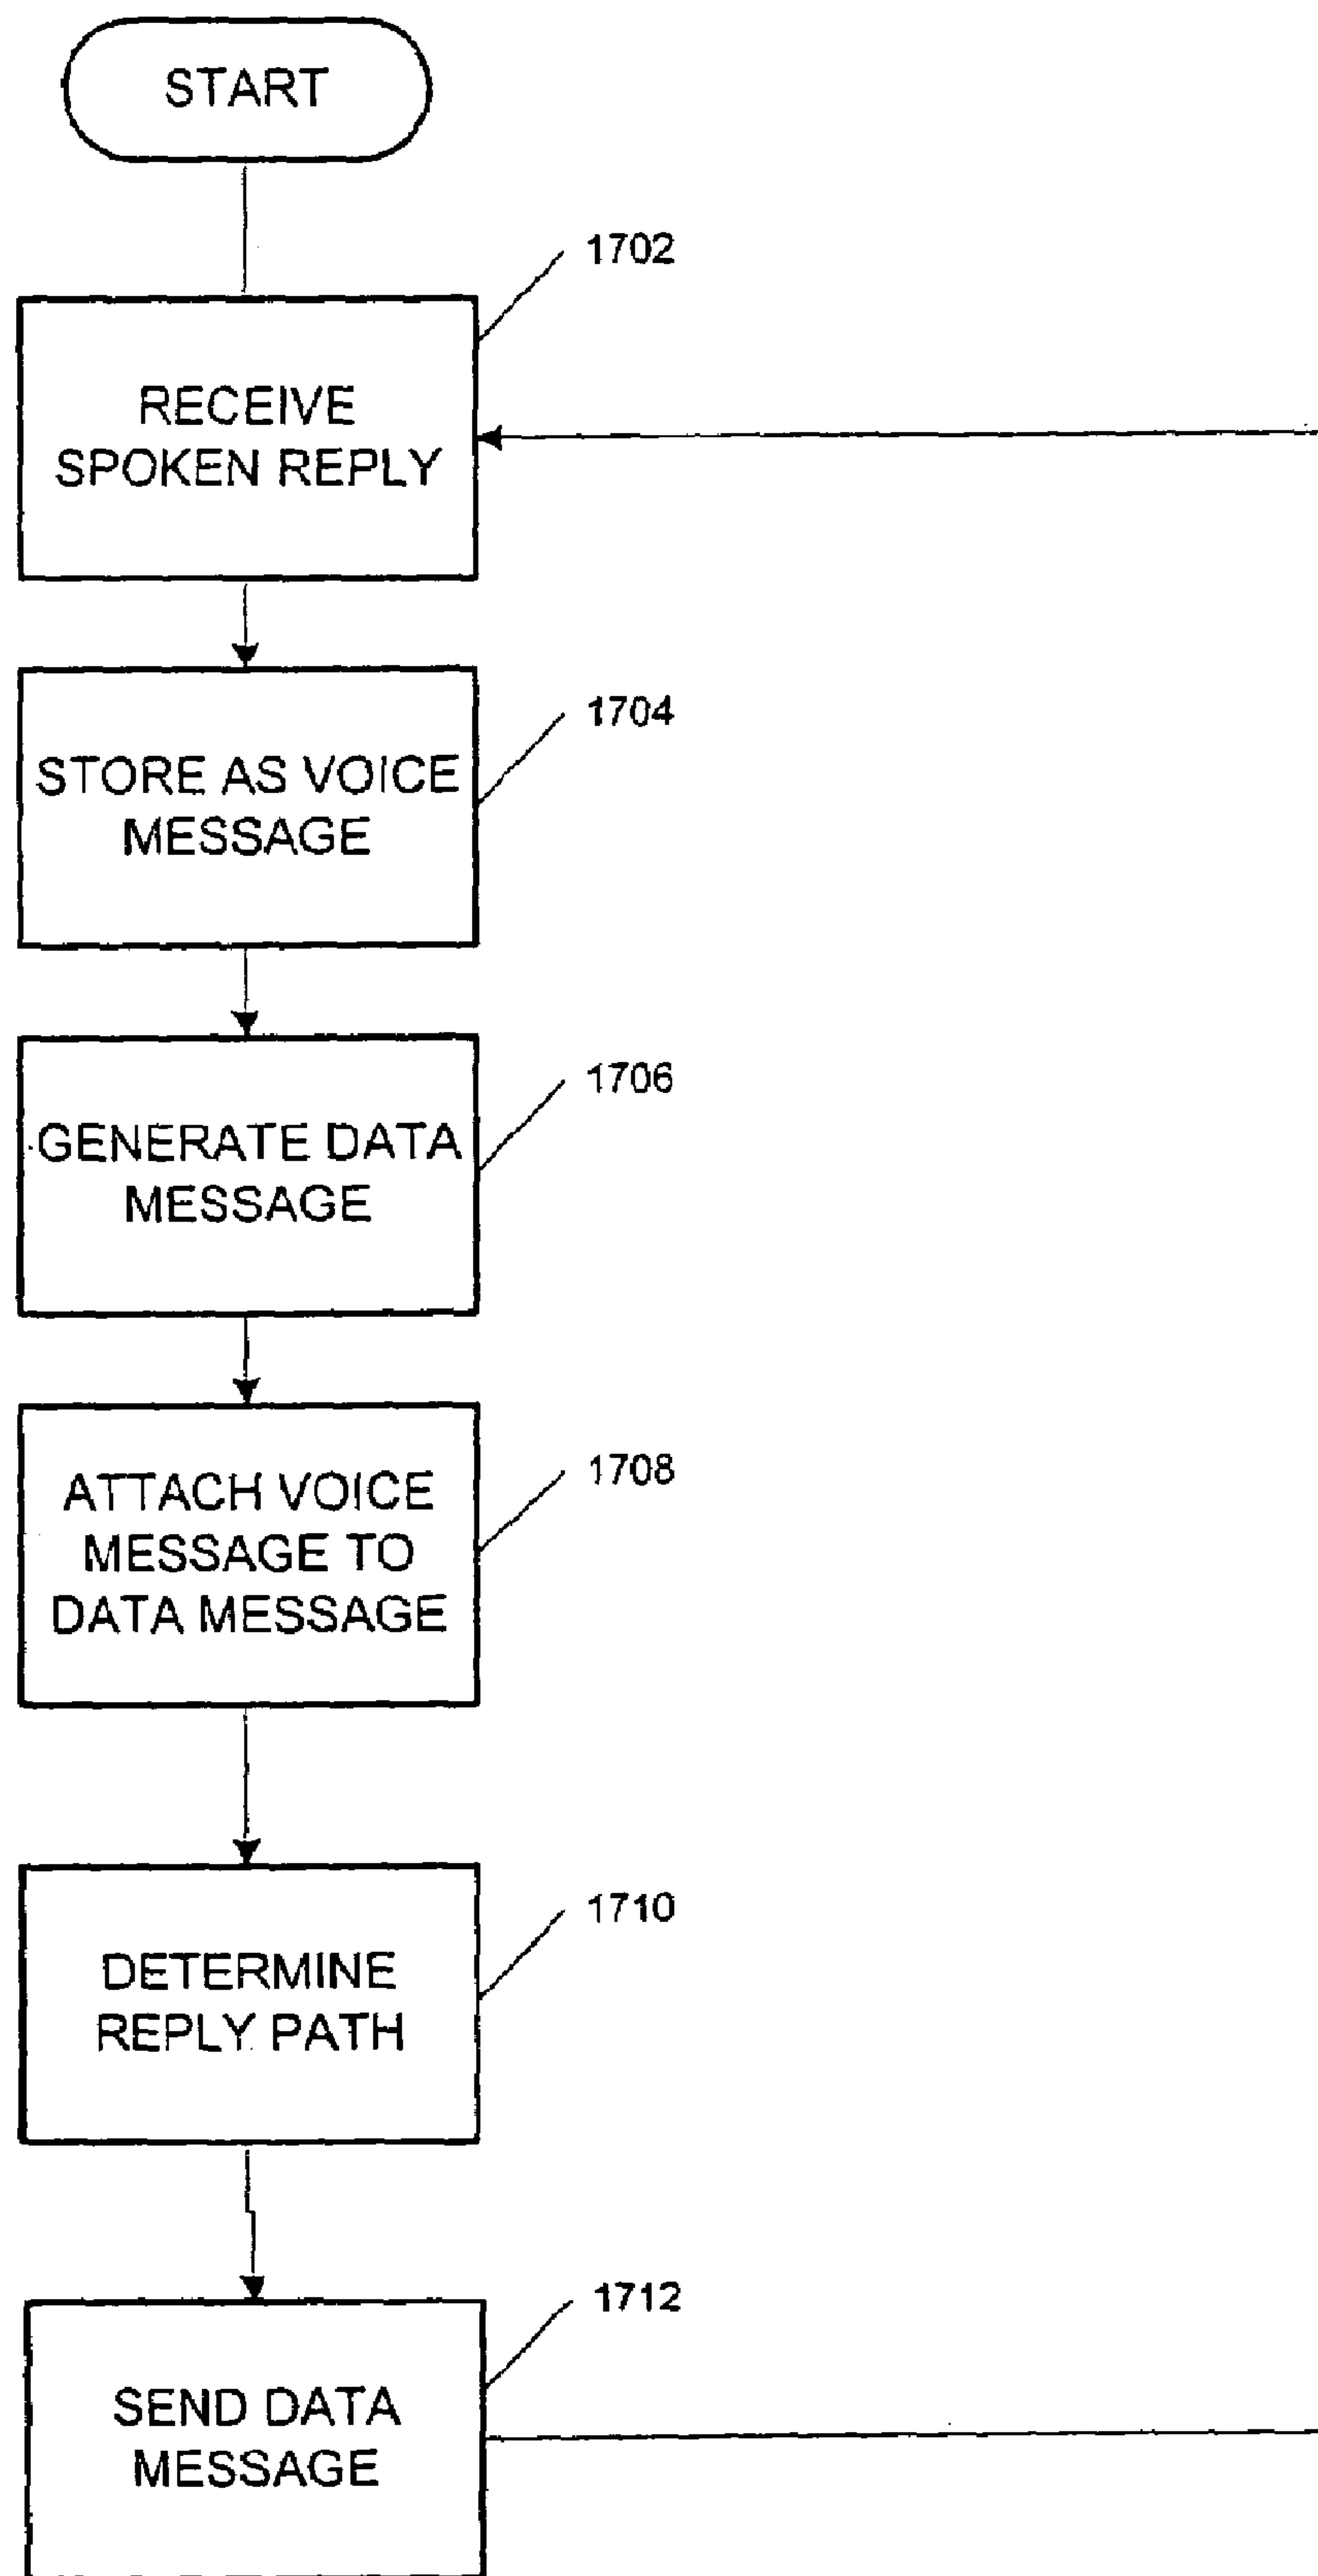 START
1702
RECEIVE
SPOKEN REPLY
1704
STORE AS VOICE
MESSAGE
1706
GENERATE DATA
MESSAGE
1708
ATTACH VOICE
MESSAGE TO
DATA MESSAGE
1710
DETERMINE
REPLY PATH
1712
SEND DATA
MESSAGE